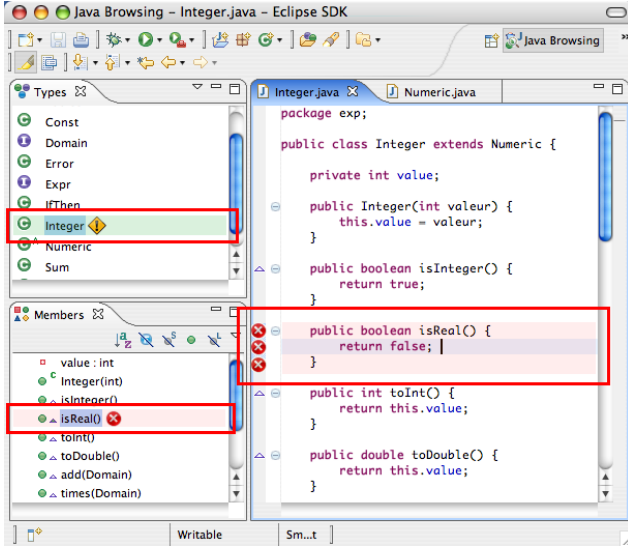 Java Browsing - Integer.java - Eclipse SDK
Java Browsing
Types
Const
Domain
Error
Expr
IfThen
Integer
Numeric
Sum
Members
value : int
Integer(int)
isInteger()
isReal()
toInt()
toDouble()
add(Domain)
times(Domain)
Integer.java
Numeric.java
package exp;
public class Integer extends Numeric {
private int value;
public Integer(int valeur) {
this.value = valeur;
}
public boolean isInteger() {
return true;
}
public boolean isReal() {
return false;
}
public int toInt() {
return this.value;
}
public double toDouble() {
return this.value;
}
Writable
Sm...t